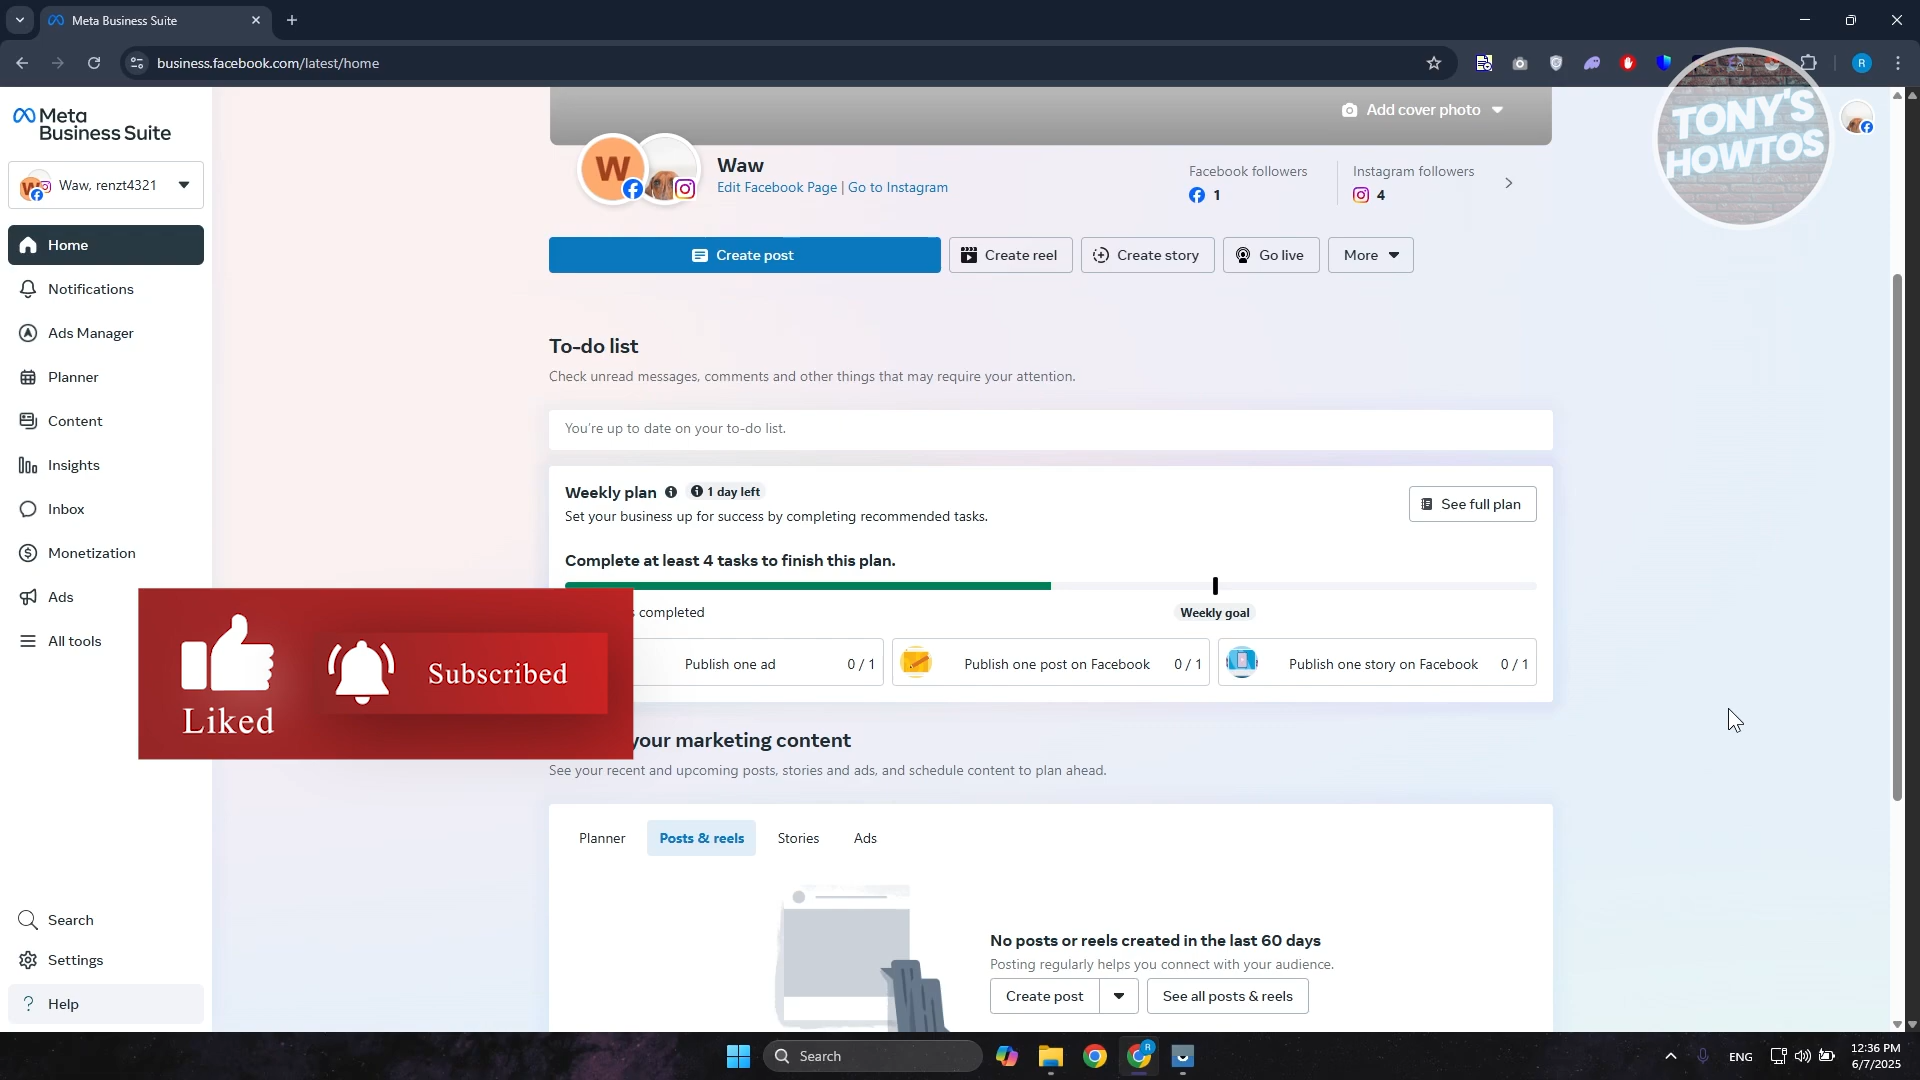 Meta Business Suite
business.facebook.com/latest/home
R
Meta
Business Suite
Waw, renzt4321
Home
Notifications
Ads Manager
Planner
Content
Insights
Inbox
Monetization
Ads
All tools
Search
Settings
? Help
Add cover photo
TONY'S
HOWTOS
W
Waw
Edit Facebook Page | Go to Instagram
Facebook followers
1
Instagram followers
4
Create post
Create reel
Create story
Go live
More
To-do list
Check unread messages, comments and other things that may require your attention.
You're up to date on your to-do list.
Weekly plan
1 day left
Set your business up for success by completing recommended tasks.
See full plan
Complete at least 4 tasks to finish this plan.
completed
Weekly goal
Publish one ad 0 / 1
Publish one post on Facebook 0 / 1
Publish one story on Facebook 0 / 1
Liked
Subscribed
your marketing content
See your recent and upcoming posts, stories and ads, and schedule content to plan ahead.
Planner
Posts & reels
Stories
Ads
No posts or reels created in the last 60 days
Posting regularly helps you connect with your audience.
Create post
See all posts & reels
Search
R
ENG
12:36 PM
6/7/2025